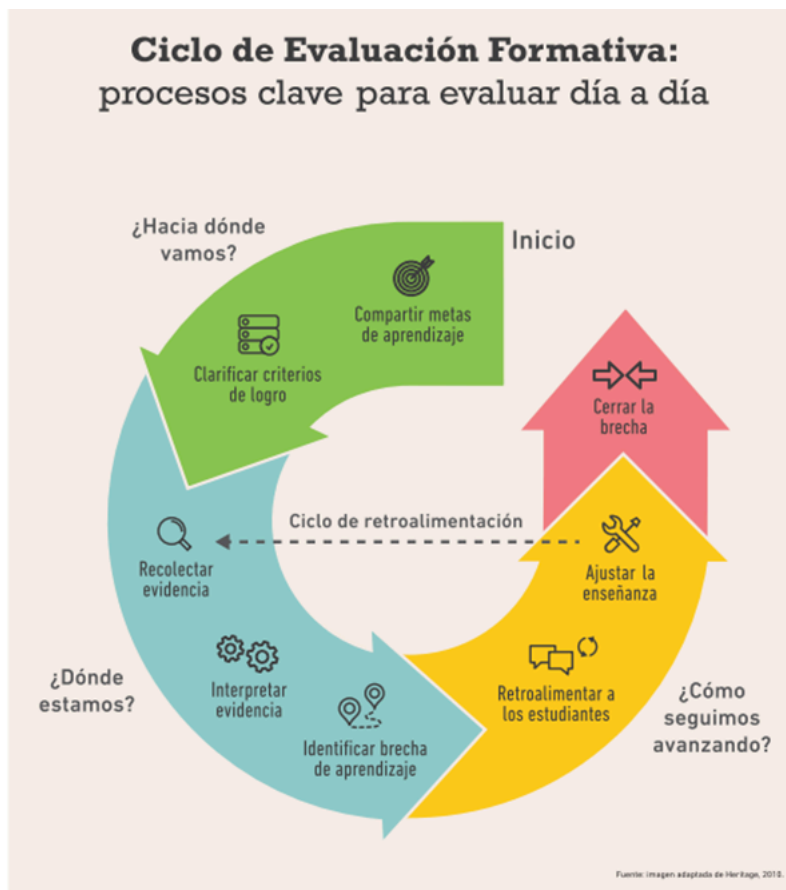 Ciclo de Evaluación Formativa:
procesos clave para evaluar día a día
¿Hacia dónde
vamos?
Inicio
Compartir metas
de aprendizaje
Clarificar criterios
de logro
Cerrar la
brecha
Ciclo de retroalimentación
Recolectar
evidencia
Ajustar la
enseñanza
Interpretar
evidencia
Retroalimentar a
los estudiantes
¿Dónde
estamos?
Identificar brecha
de aprendizaje
¿Cómo
seguimos
avanzando?
Fuente: imagen adaptada de Heritage, 2010.